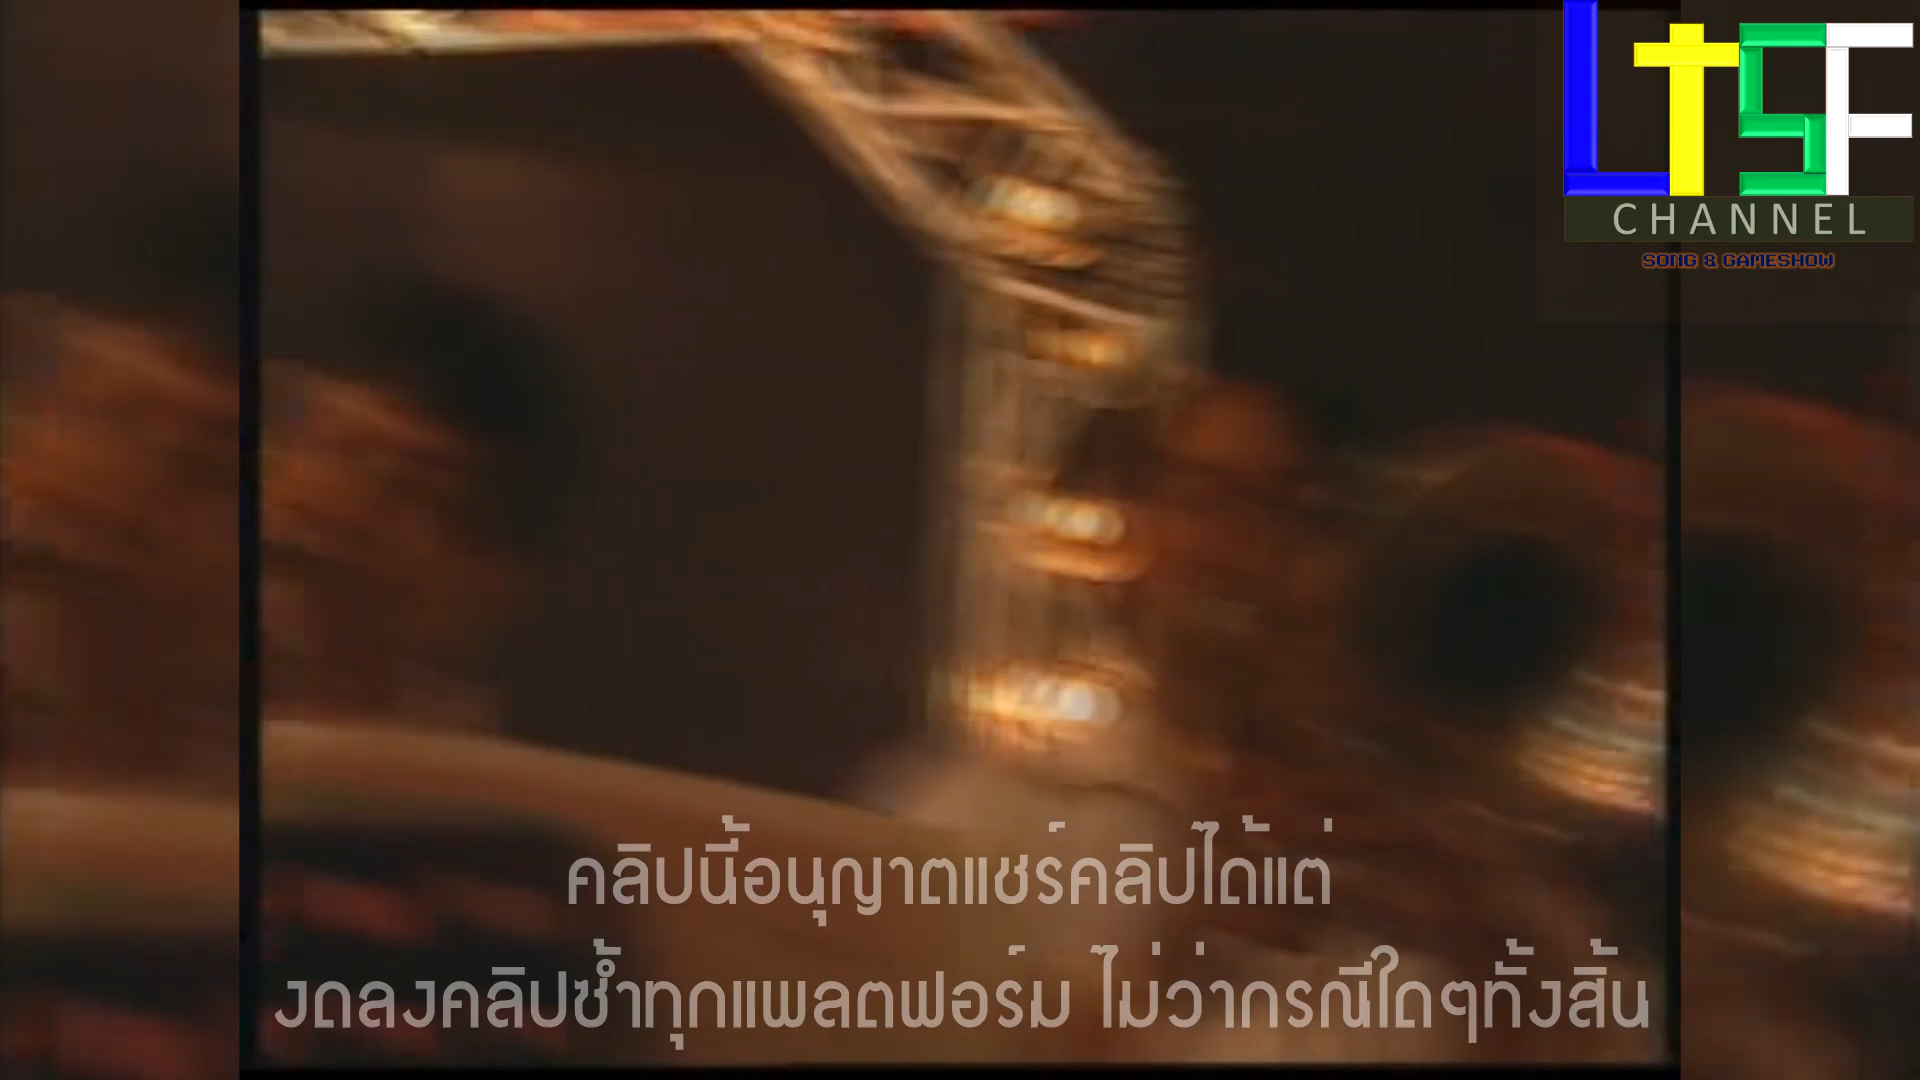 LTSF
CHANNEL
SONG & GAMESHOW
คลิปนี้อนุญาตแชร์คลิปได้แต่
งดลงคลิปซ้ำทุกแพลตฟอร์ม ไม่ว่ากรณีใดๆทั้งสิ้น